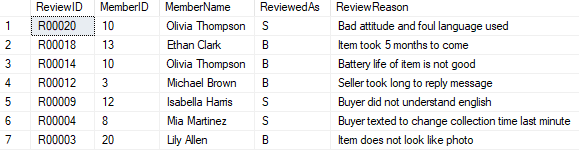 ReviewID MemberID MemberName ReviewedAs ReviewReason
1 R00020 10 Olivia Thompson S Bad attitude and foul language used
2 R00018 13 Ethan Clark B Item took 5 months to come
3 R00014 10 Olivia Thompson B Battery life of item is not good
4 R00012 3 Michael Brown B Seller took long to reply message
5 R00009 12 Isabella Harris S Buyer did not understand english
6 R00004 8 Mia Martinez S Buyer texted to change collection time last minute
7 R00003 20 Lily Allen B Item does not look like photo